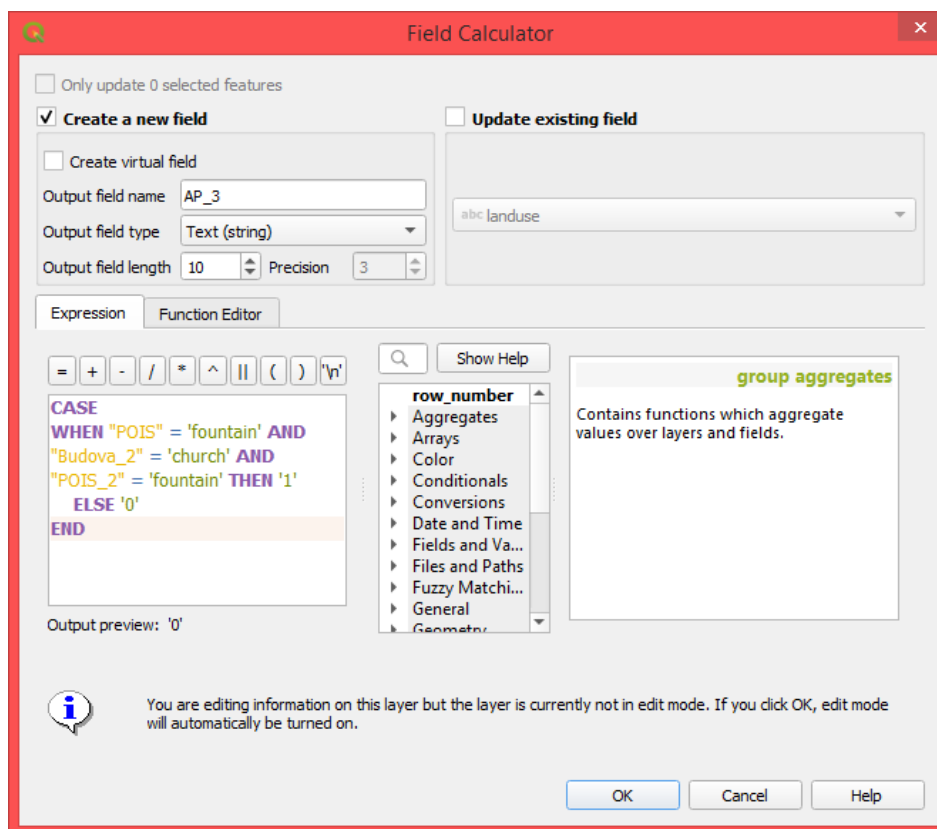 Field Calculator
Only update 0 selected features
Create a new field
Update existing field
Create virtual field
Output field name AP_3
abc landuse
Output field type Text (string)
Output field length 10 Precision 3
Expression Function Editor
= + - / * ^ || ( ) '\n'
Show Help
CASE
WHEN "POIS" = 'fountain' AND
"Budova_2" = 'church' AND
"POIS_2" = 'fountain' THEN '1'
ELSE '0'
END
Output preview: '0'
row_number
Aggregates
Arrays
Color
Conditionals
Conversions
Date and Time
Fields and Va...
Files and Paths
Fuzzy Matchi...
General
Geometry
group aggregates
Contains functions which aggregate
values over layers and fields.
You are editing information on this layer but the layer is currently not in edit mode. If you click OK, edit mode
will automatically be turned on.
OK Cancel Help